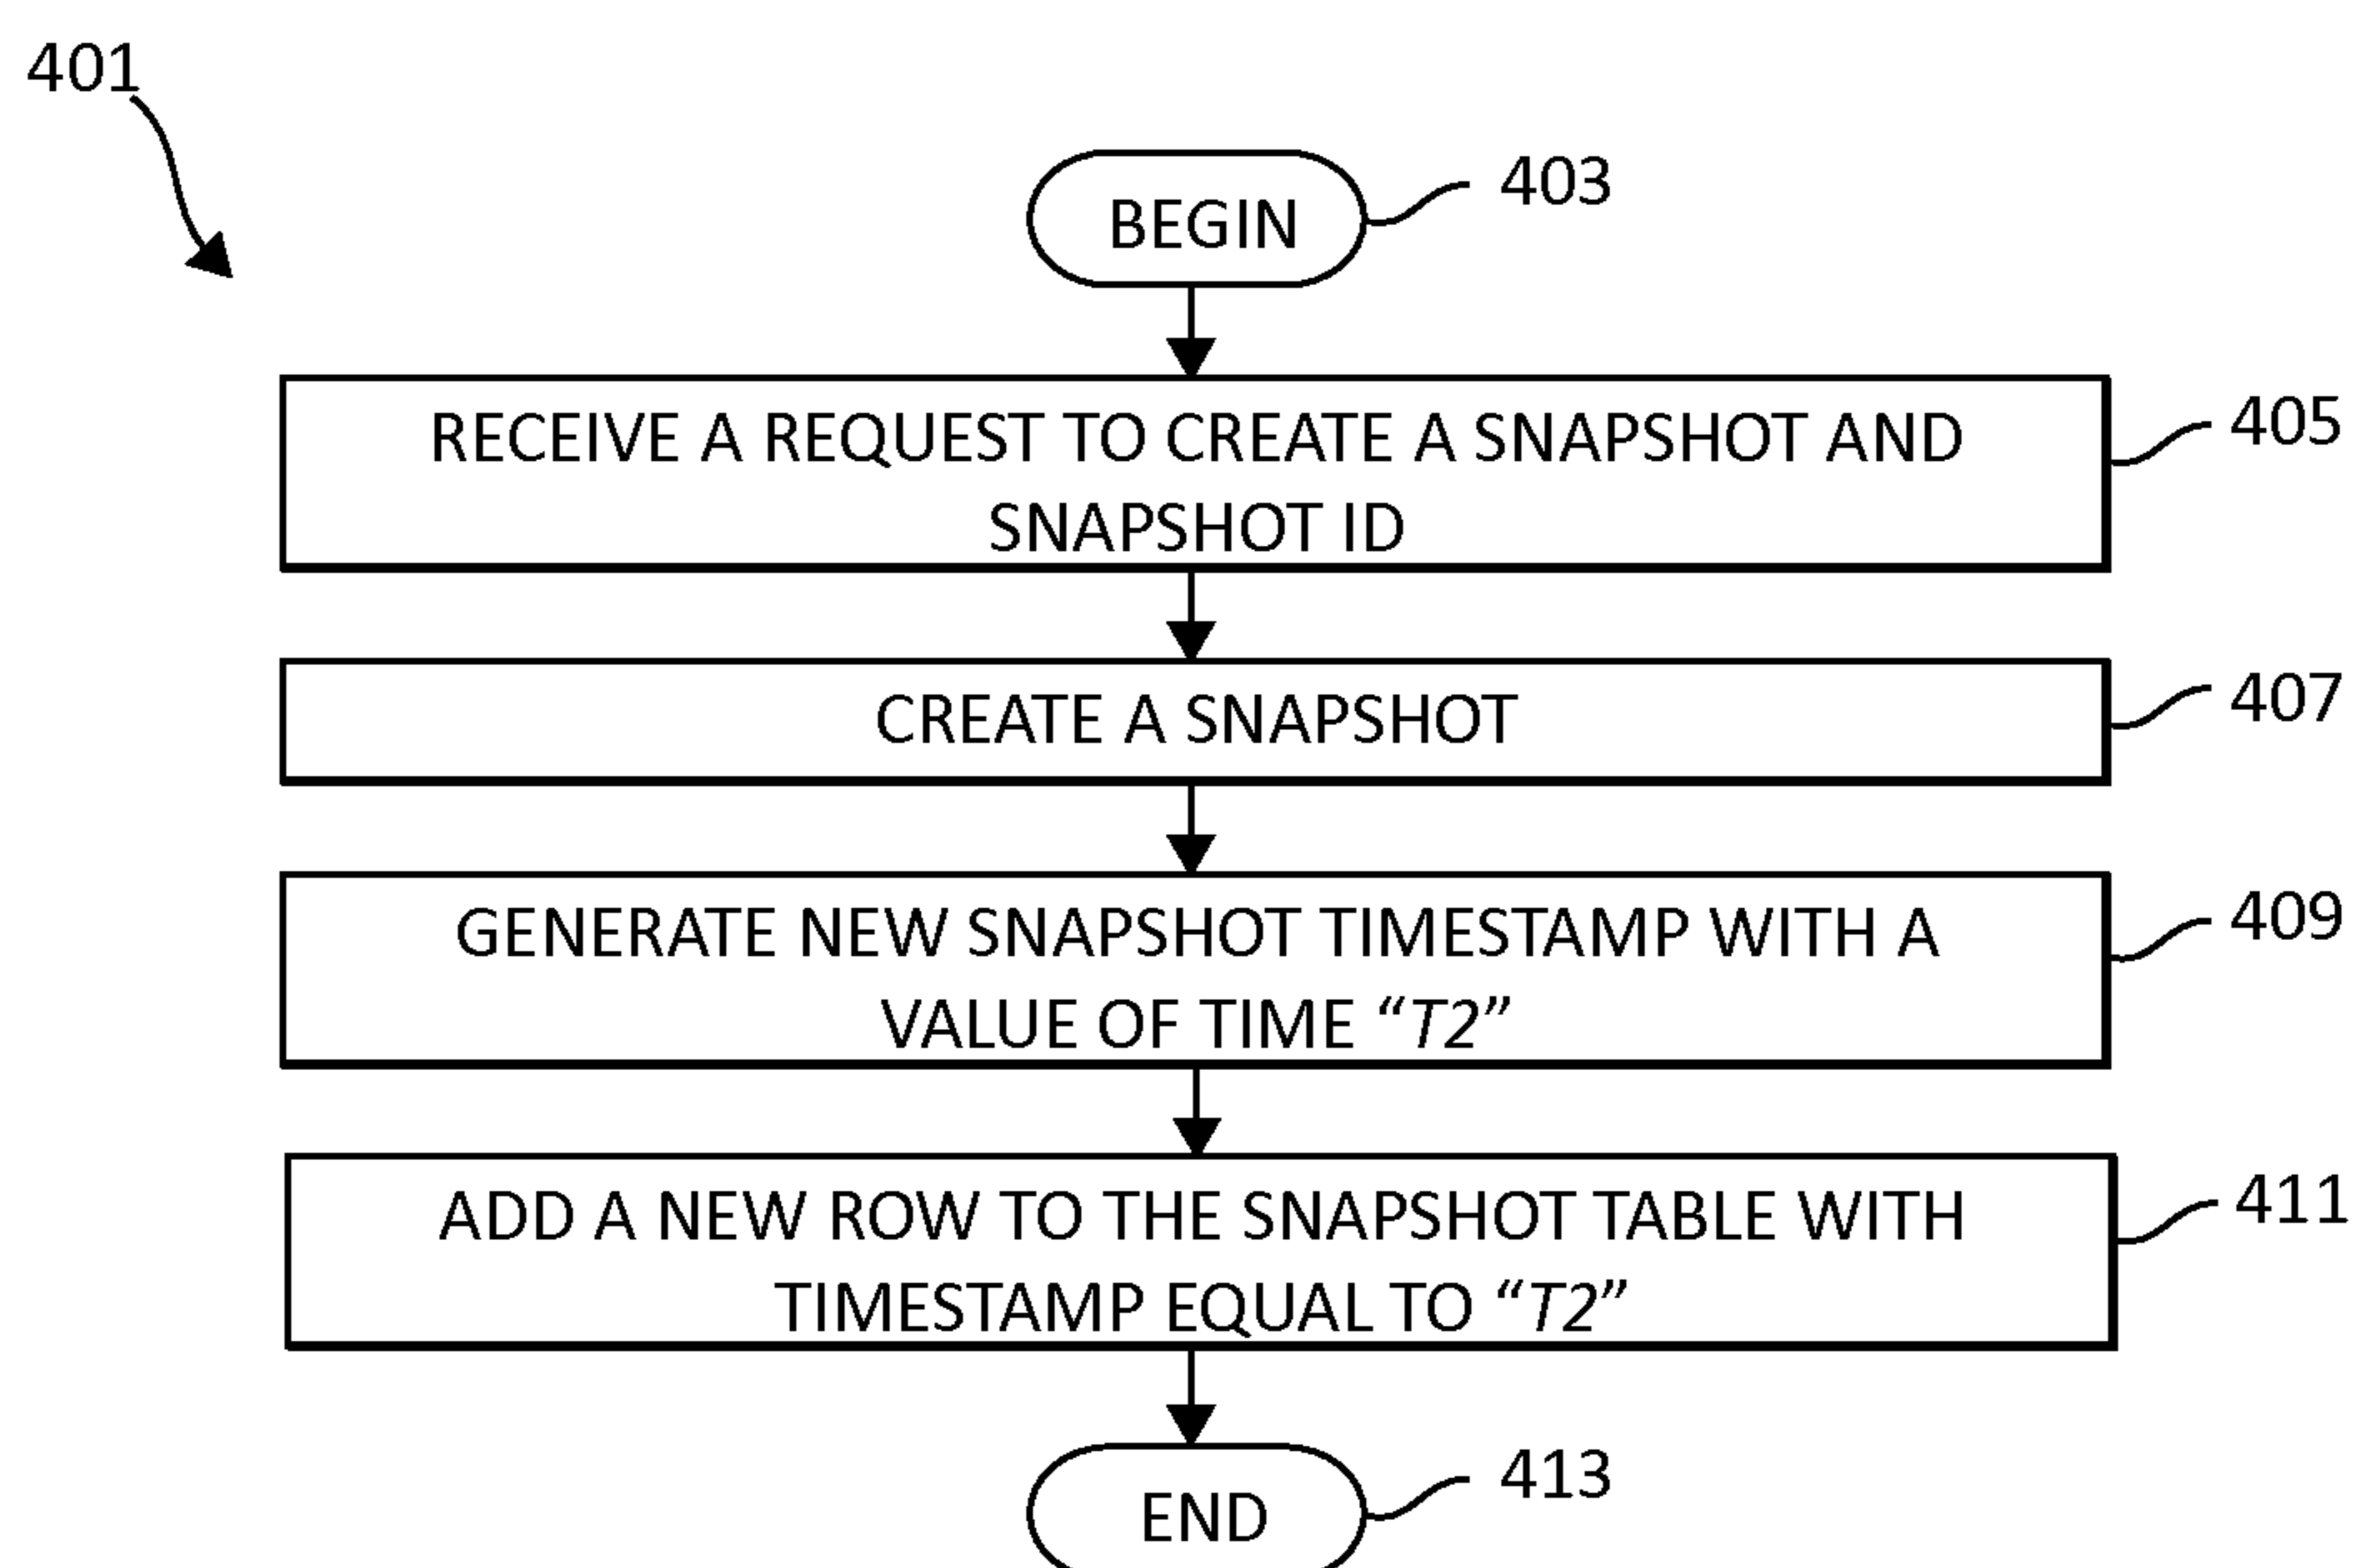 401
BEGIN
403
RECEIVE A REQUEST TO CREATE A SNAPSHOT AND
SNAPSHOT ID
405
CREATE A SNAPSHOT
407
GENERATE NEW SNAPSHOT TIMESTAMP WITH A
VALUE OF TIME “T2”
409
ADD A NEW ROW TO THE SNAPSHOT TABLE WITH
TIMESTAMP EQUAL TO “T2”
411
END
413